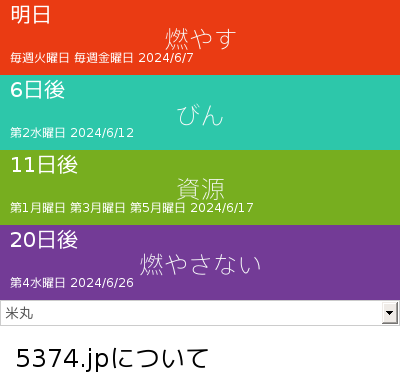 明日
燃やす
毎週火曜日 毎週金曜日 2024/6/7
6日後
びん
第2水曜日 2024/6/12
11日後
資源
第1月曜日 第3月曜日 第5月曜日 2024/6/17
20日後
燃やさない
第4水曜日 2024/6/26
米丸
5374.jpについて